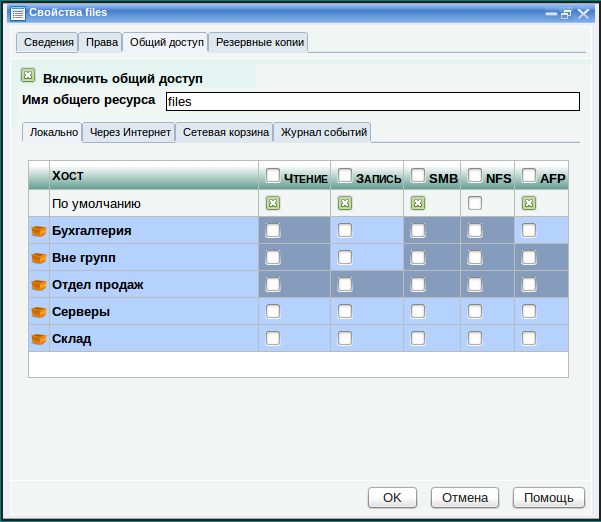 Свойства files
Сведения Права Общий доступ Резервные копии
Включить общий доступ
Имя общего ресурса files
Локально Через Интернет Сетевая корзина Журнал событий
Хост Чтение Запись SMB NFS AFP
По умолчанию
Бухгалтерия
Вне групп
Отдел продаж
Серверы
Склад
OK Отмена Помощь